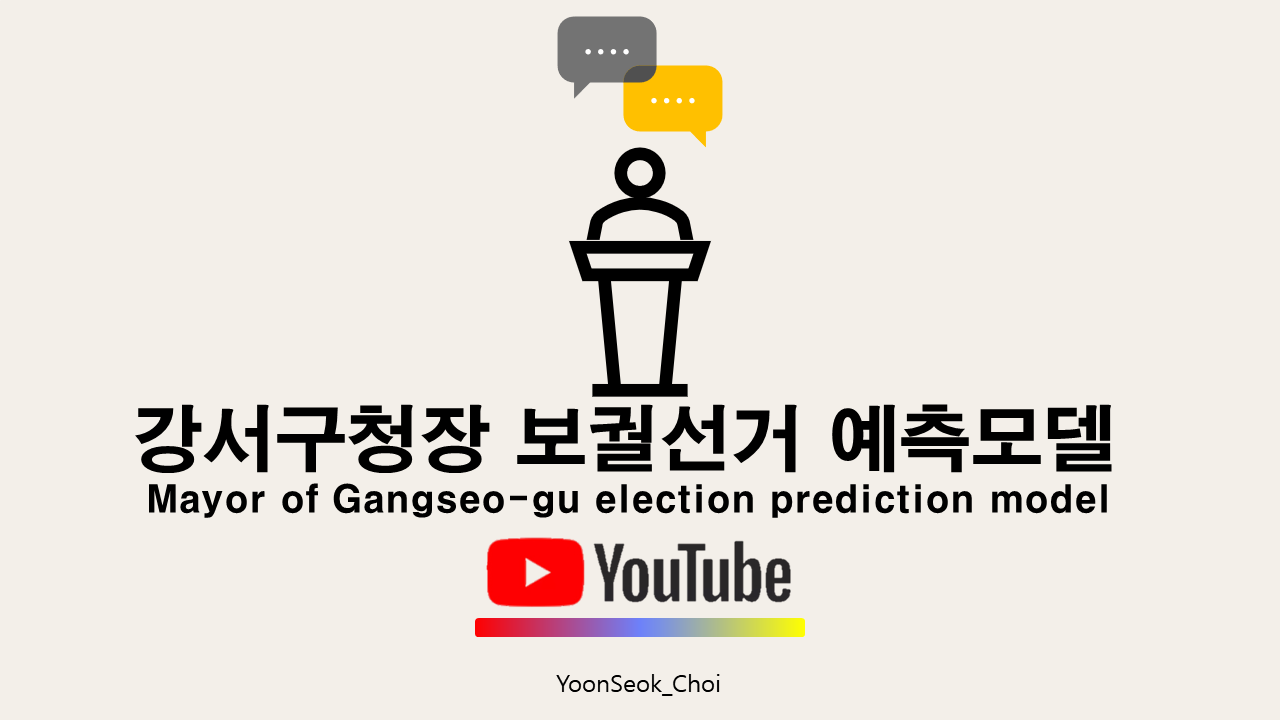 강서구청장 보궐선거 예측모델
Mayor of Gangseo-gu election prediction model
YouTube
YoonSeok_Choi